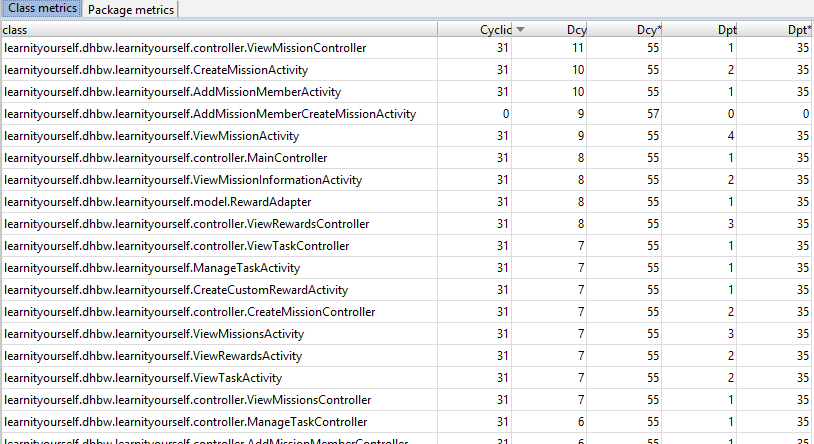 Class metrics Package metrics
class Cyclic Dcy Dcy* Dpt Dpt*
learnityourself.dhbw.learnityourself.controller.ViewMissionController 31 11 55 1 35
learnityourself.dhbw.learnityourself.CreateMissionActivity 31 10 55 2 35
learnityourself.dhbw.learnityourself.AddMissionMemberActivity 31 10 55 1 35
learnityourself.dhbw.learnityourself.AddMissionMemberCreateMissionActivity 0 9 57 0 0
learnityourself.dhbw.learnityourself.ViewMissionActivity 31 9 55 4 35
learnityourself.dhbw.learnityourself.controller.MainController 31 8 55 1 35
learnityourself.dhbw.learnityourself.ViewMissionInformationActivity 31 8 55 2 35
learnityourself.dhbw.learnityourself.model.RewardAdapter 31 8 55 1 35
learnityourself.dhbw.learnityourself.controller.ViewRewardsController 31 8 55 3 35
learnityourself.dhbw.learnityourself.controller.ViewTaskController 31 7 55 1 35
learnityourself.dhbw.learnityourself.ManageTaskActivity 31 7 55 1 35
learnityourself.dhbw.learnityourself.CreateCustomRewardActivity 31 7 55 1 35
learnityourself.dhbw.learnityourself.controller.CreateMissionController 31 7 55 2 35
learnityourself.dhbw.learnityourself.ViewMissionsActivity 31 7 55 3 35
learnityourself.dhbw.learnityourself.ViewRewardsActivity 31 7 55 2 35
learnityourself.dhbw.learnityourself.ViewTaskActivity 31 7 55 2 35
learnityourself.dhbw.learnityourself.controller.ViewMissionsController 31 7 55 1 35
learnityourself.dhbw.learnityourself.controller.ManageTaskController 31 6 55 1 35
learnityourself.dhbw.learnityourself.controller.AddMissionMemberController 31 6 55 1 35